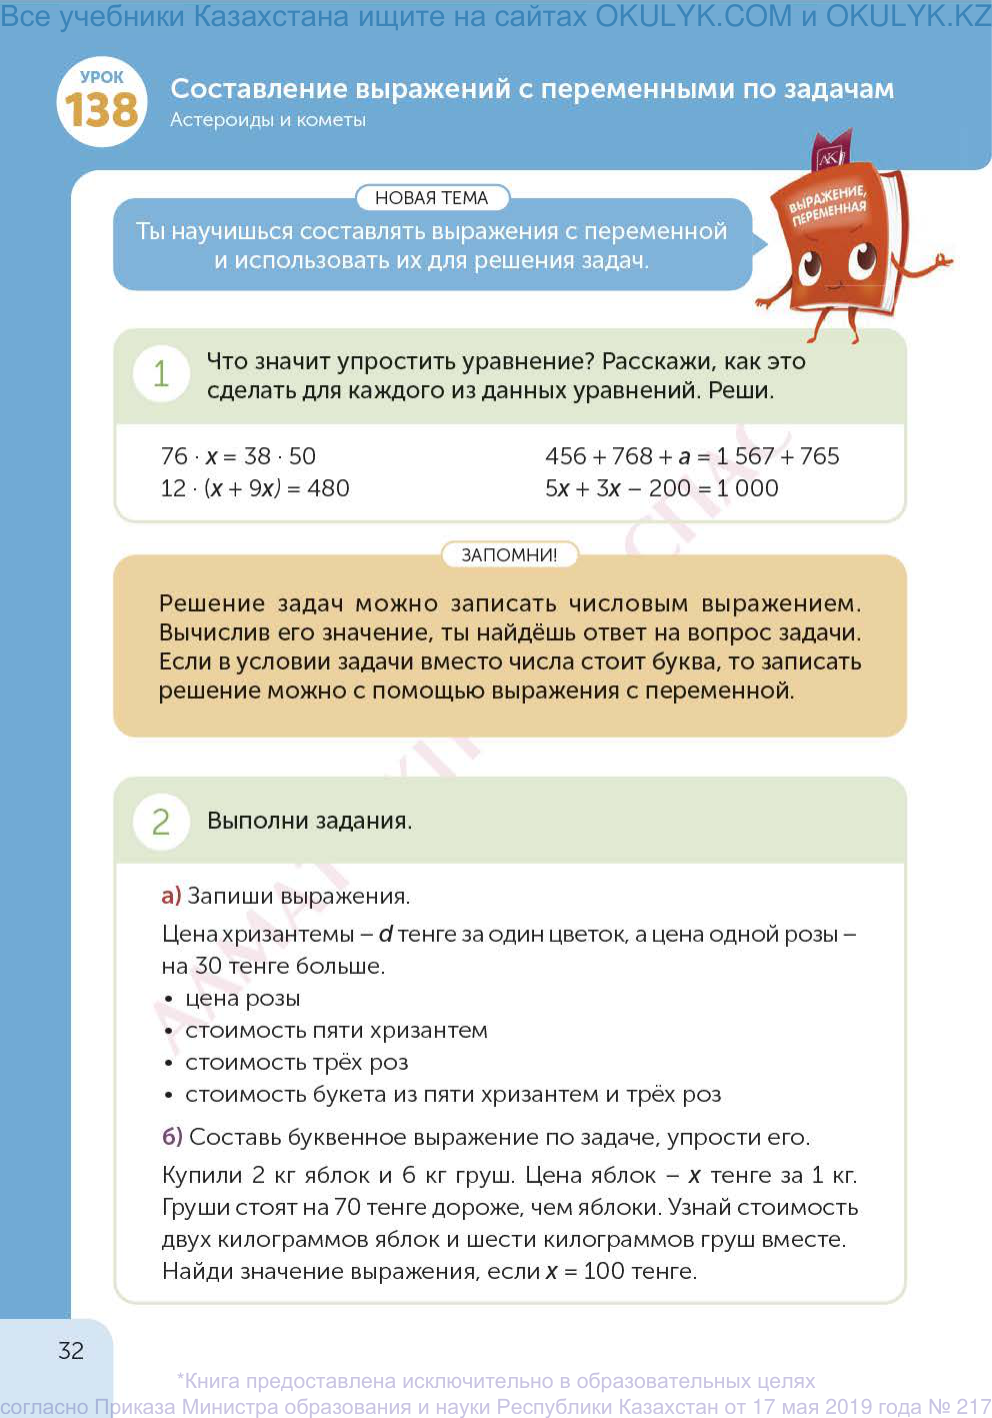 Все учебники Казахстана ищите на сайтах OKULYK.COM и OKULYK.KZ
УРОК
138
Составление выражений с переменными по задачам
Астероиды и кометы
АК
ВЫРАЖЕНИЕ,
ПЕРЕМЕННАЯ
НОВАЯ ТЕМА
Ты научишься составлять выражения с переменной
и использовать их для решения задач.
1
Что значит упростить уравнение? Расскажи, как это
сделать для каждого из данных уравнений. Реши.
76 · x = 38 · 50
12 · (x + 9x) = 480
456 + 768 + a = 1 567 + 765
5x + 3x – 200 = 1 000
ЗАПОМНИ!
Решение задач можно записать числовым выражением.
Вычислив его значение, ты найдёшь ответ на вопрос задачи.
Если в условии задачи вместо числа стоит буква, то записать
решение можно с помощью выражения с переменной.
2
Выполни задания.
а) Запиши выражения.
Цена хризантемы – d тенге за один цветок, а цена одной розы –
на 30 тенге больше.
• цена розы
• стоимость пяти хризантем
• стоимость трёх роз
• стоимость букета из пяти хризантем и трёх роз
б) Составь буквенное выражение по задаче, упрости его.
Купили 2 кг яблок и 6 кг груш. Цена яблок – x тенге за 1 кг.
Груши стоят на 70 тенге дороже, чем яблоки. Узнай стоимость
двух килограммов яблок и шести килограммов груш вместе.
Найди значение выражения, если x = 100 тенге.
32
*Книга предоставлена исключительно в образовательных целях
согласно Приказа Министра образования и науки Республики Казахстан от 17 мая 2019 года № 217